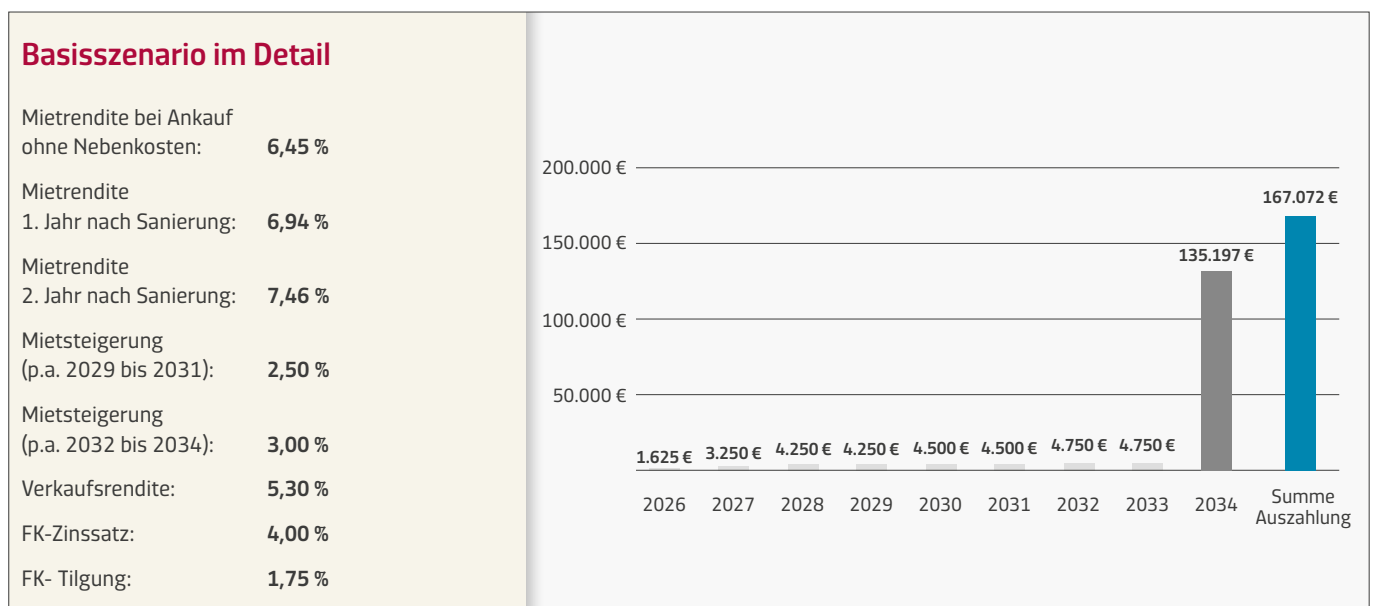 Basisszenario im Detail
Mietrendite bei Ankauf
ohne Nebenkosten: 6,45 %
Mietrendite
1. Jahr nach Sanierung: 6,94 %
Mietrendite
2. Jahr nach Sanierung: 7,46 %
Mietsteigerung
(p.a. 2029 bis 2031): 2,50 %
Mietsteigerung
(p.a. 2032 bis 2034): 3,00 %
Verkaufsrendite: 5,30 %
FK-Zinssatz: 4,00 %
FK- Tilgung: 1,75 %
200.000 €
167.072 €
150.000 €
135.197 €
100.000 €
50.000 €
1.625 € 3.250 € 4.250 € 4.250 € 4.500 € 4.500 € 4.750 € 4.750 €
2026 2027 2028 2029 2030 2031 2032 2033 2034 Summe
Auszahlung